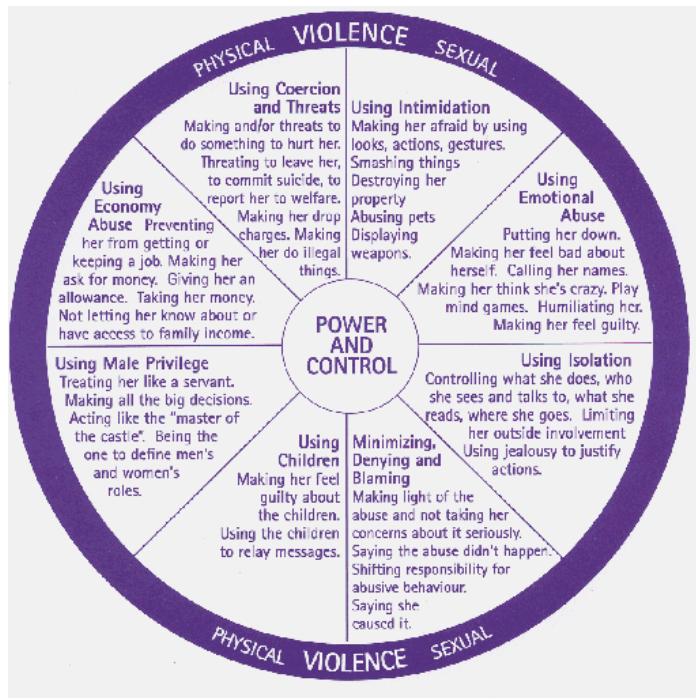 PHYSICAL VIOLENCE SEXUAL
Using Coercion
and Threats
Making and/or threats to
do something to hurt her.
Threating to leave her,
to commit suicide, to
report her to welfare.
Making her drop
charges. Making
her do illegal
things.
Using Intimidation
Making her afraid by using
looks, actions, gestures.
Smashing things
Destroying her
property
Abusing pets
Displaying
weapons.
Using
Emotional
Abuse
Putting her down.
Making her feel bad about
herself. Calling her names.
Making her think she's crazy. Play
mind games. Humiliating her.
Making her feel guilty.
Using Isolation
Controlling what she does, who
she sees and talks to, what she
reads, where she goes. Limiting
her outside involvement
Using jealousy to justify
actions.
Minimizing,
Denying and
Blaming
Making light of the
abuse and not taking her
concerns about it seriously.
Saying the abuse didn't happen.
Shifting responsibility for
abusive behaviour.
Saying she
caused it.
Using
Children
Making her feel
guilty about
the children.
Using the children
to relay messages.
Using Male Privilege
Treating her like a servant.
Making all the big decisions.
Acting like the "master of
the castle". Being the
one to define men's
and women's
roles.
Using
Economy
Abuse Preventing
her from getting or
keeping a job. Making her
ask for money. Giving her an
allowance. Taking her money.
Not letting her know about or
have access to family income.
POWER
AND
CONTROL
PHYSICAL VIOLENCE SEXUAL